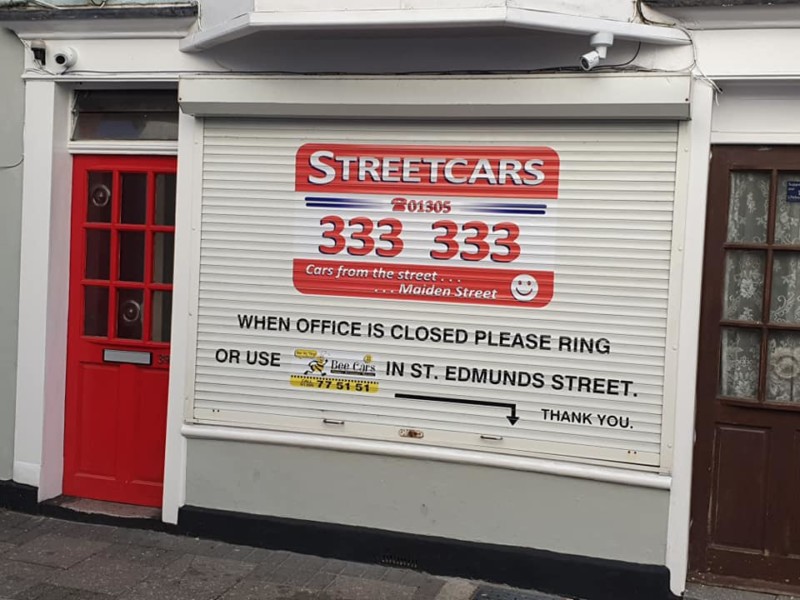 STREETCARS
01305
333 333
Cars from the street . . .
. . . Maiden Street
WHEN OFFICE IS CLOSED PLEASE RING
OR USE Bee Cars IN ST. EDMUNDS STREET.
77 51 51
THANK YOU.